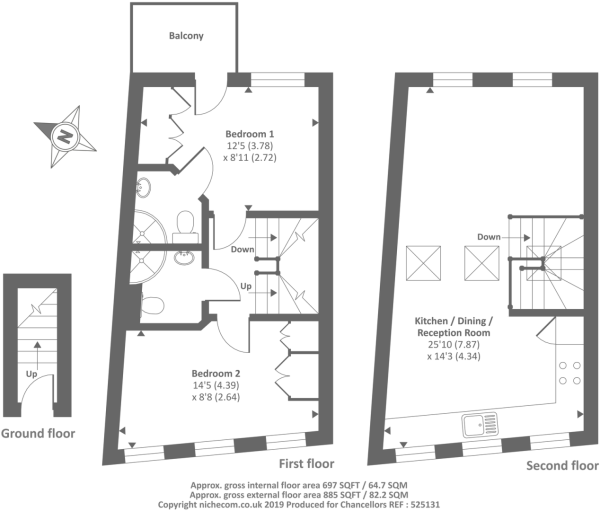 Balcony
N
Bedroom 1
12'5 (3.78)
x 8'11 (2.72)
Down
Up
Bedroom 2
14'5 (4.39)
x 8'8 (2.64)
Down
Kitchen / Dining /
Reception Room
25'10 (7.87)
x 14'3 (4.34)
Up
Ground floor
First floor
Second floor
Approx. gross internal floor area 697 SQFT / 64.7 SQM
Approx. gross external floor area 885 SQFT / 82.2 SQM
Copyright nichecom.co.uk 2019 Produced for Chancellors REF : 525131